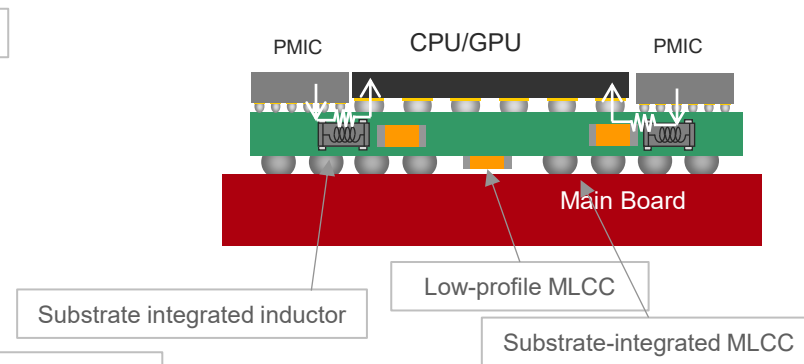 PMIC
CPU/GPU
PMIC
Main Board
Low-profile MLCC
Substrate integrated inductor
Substrate-integrated MLCC